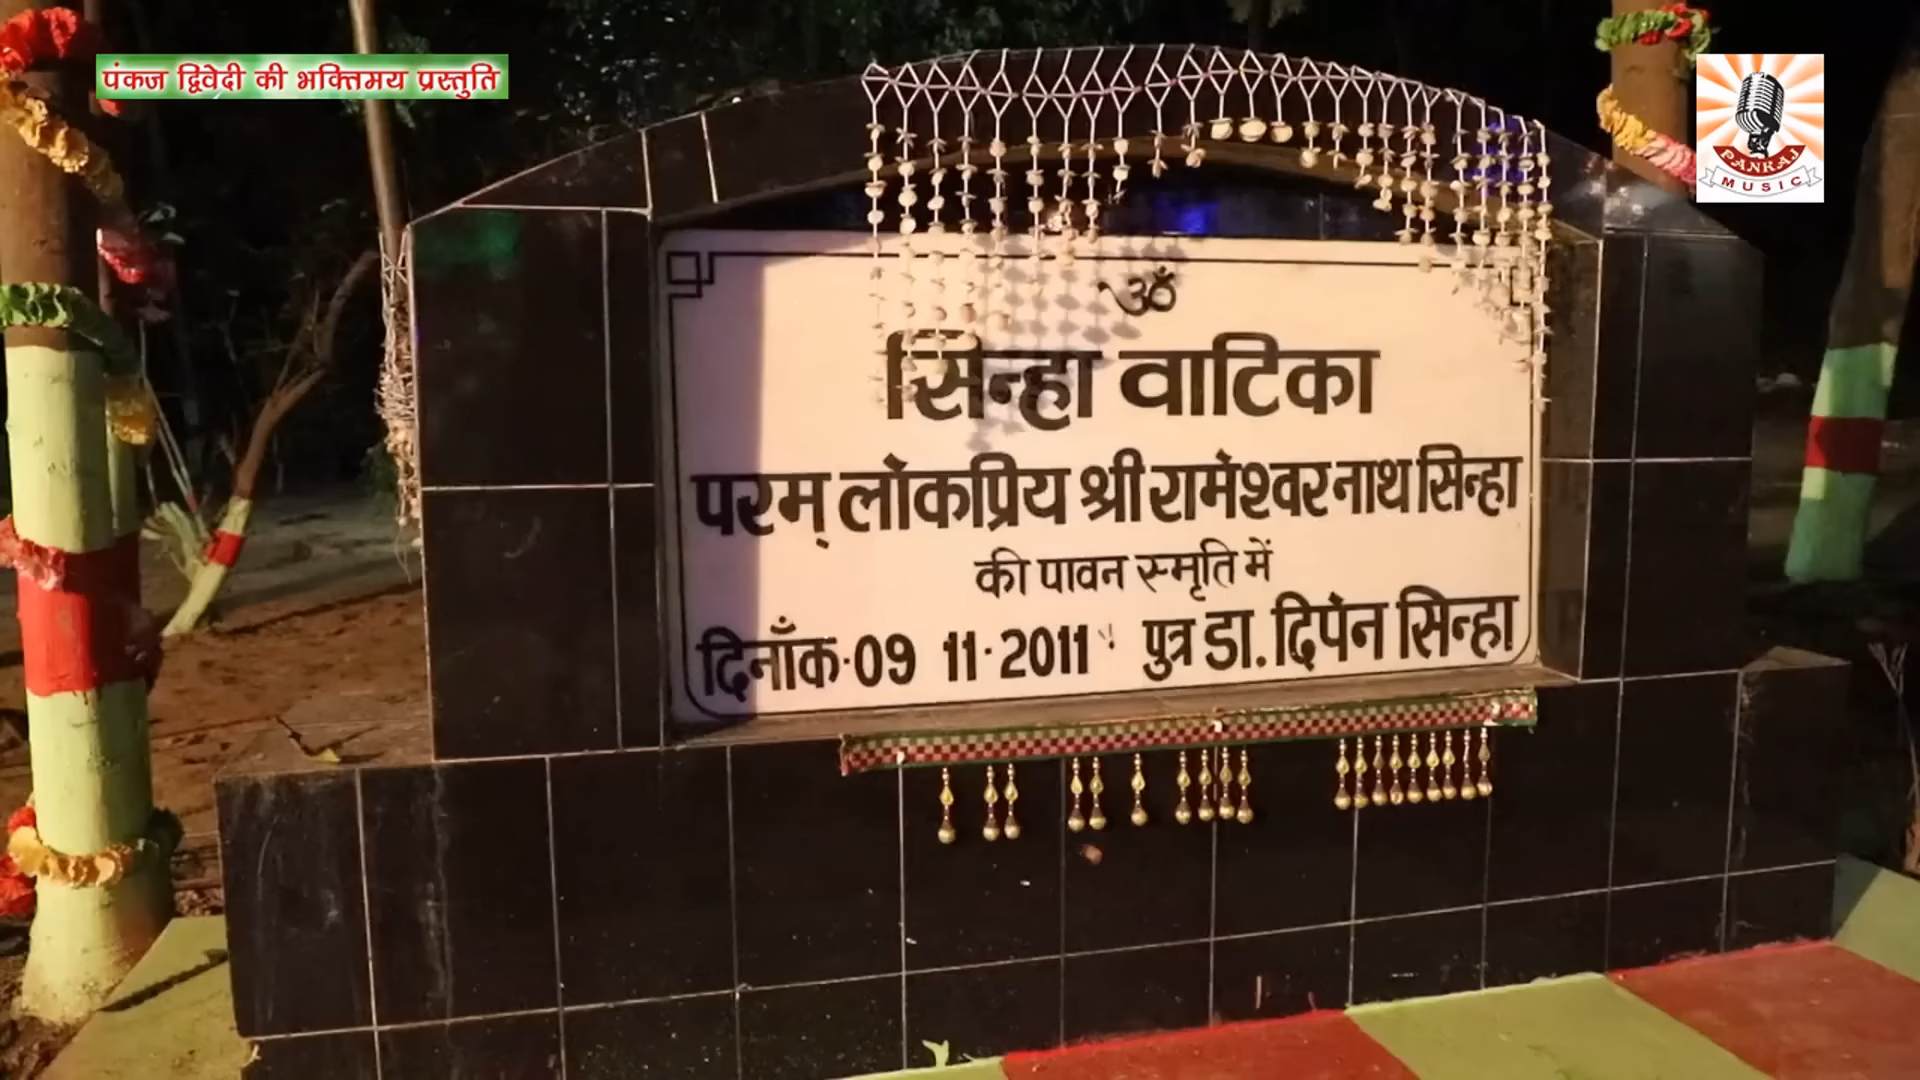 पंकज द्विवेदी की भक्तिमय प्रस्तुति
PANKAJ
MUSIC
ॐ
सिन्हा वाटिका
परम् लोकप्रिय श्री रामेश्वर नाथ सिन्हा
की पावन स्मृति में
दिनाँक·09 11·2011 पुत्र डा. दिपेन सिन्हा